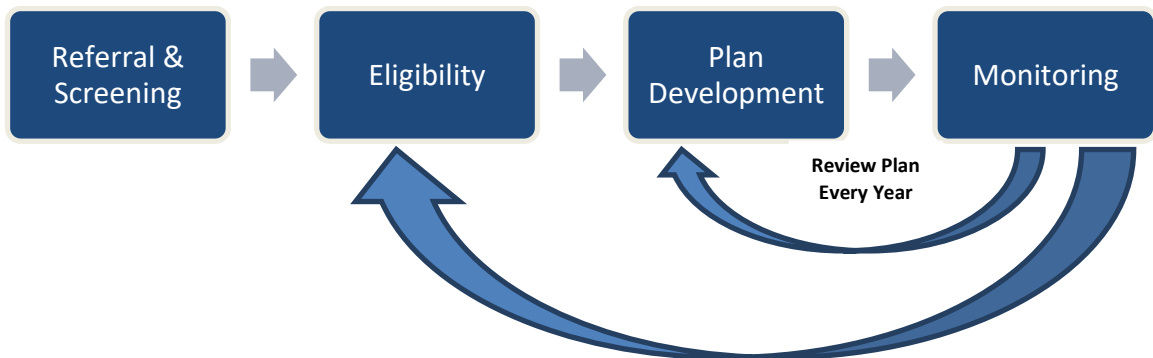 Referral &
Screening
Eligibility
Plan
Development
Monitoring
Review Plan
Every Year